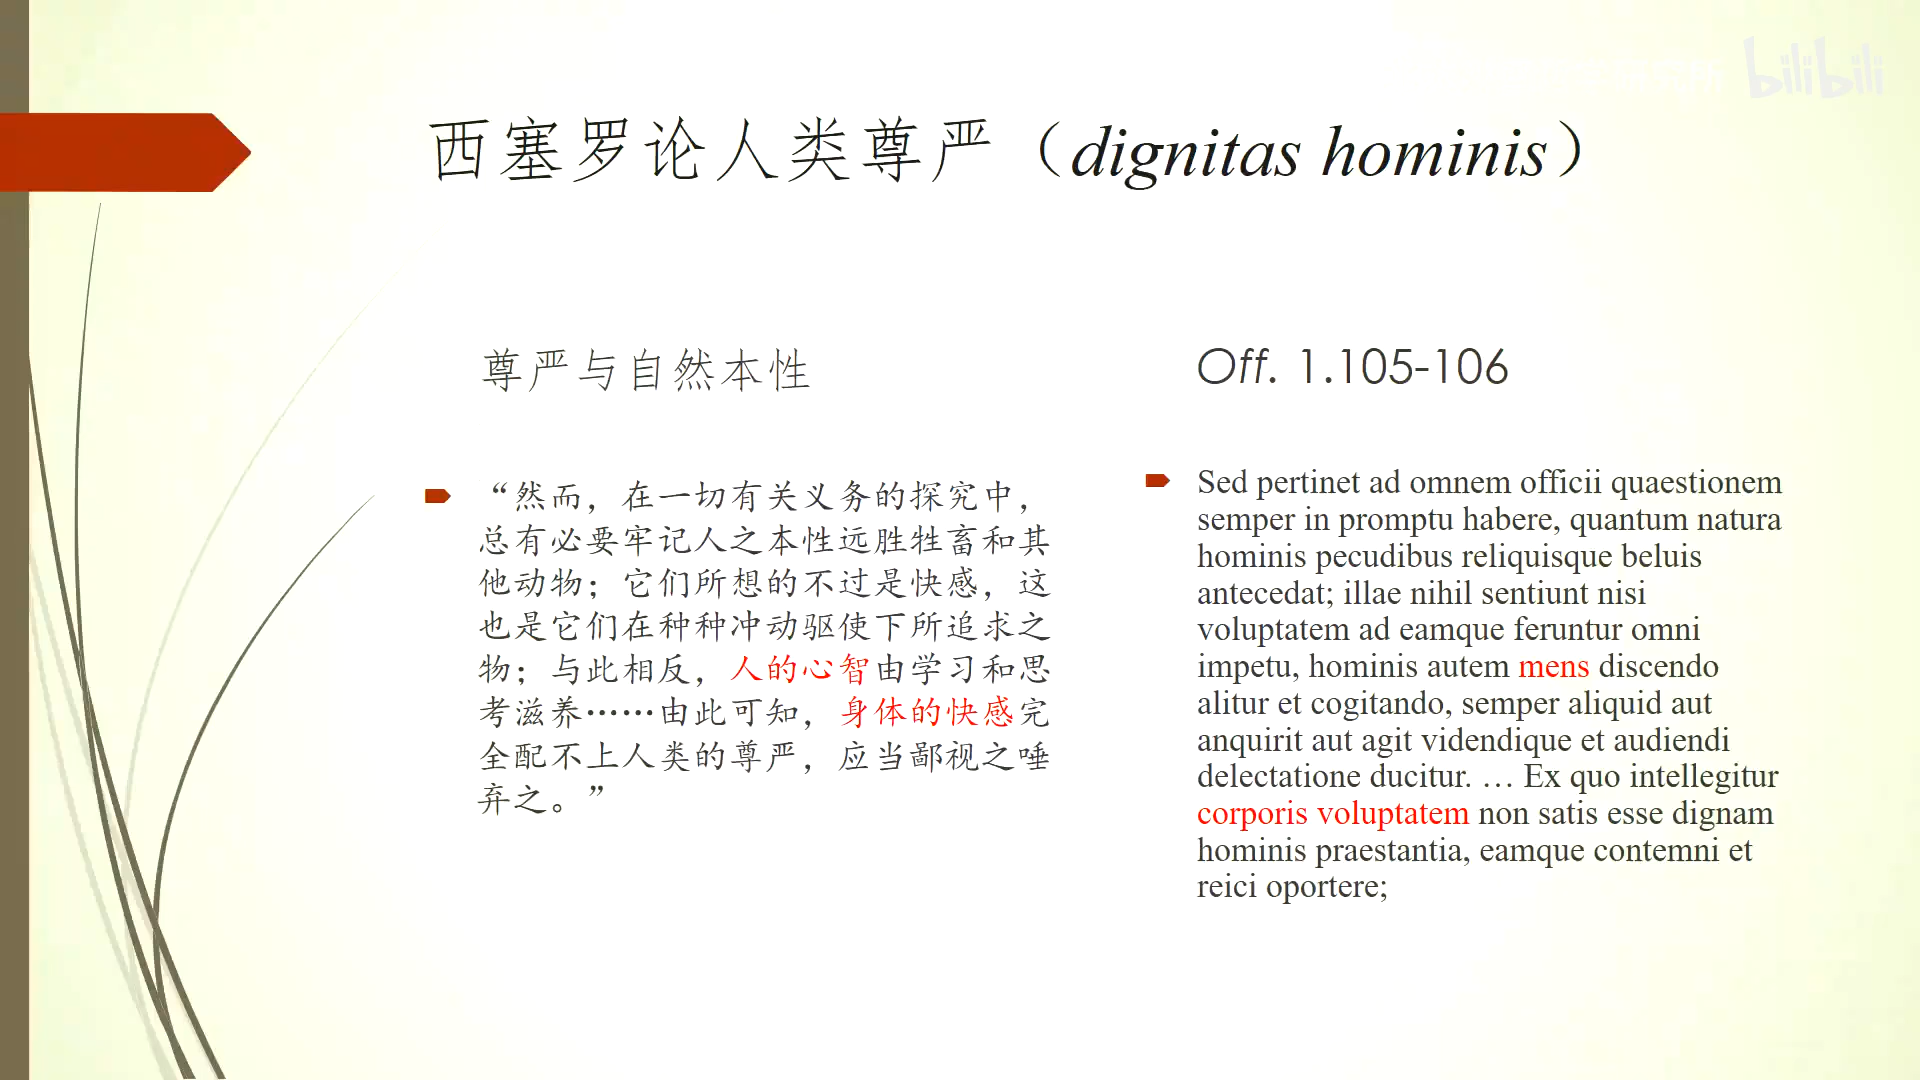 bilibili
西塞罗论人类尊严（dignitas hominis）
尊严与自然本性
“然而，在一切有关义务的探究中，
总有必要牢记人之本性远胜牲畜和其
他动物；它们所想的不过是快感，这
也是它们在种种冲动驱使下所追求之
物；与此相反，人的心智由学习和思
考滋养……由此可知，身体的快感完
全配不上人类的尊严，应当鄙视之唾
弃之。”
Off. 1.105-106
Sed pertinet ad omnem officii quaestionem
semper in promptu habere, quantum natura
hominis pecudibus reliquisque beluis
antecedat; illae nihil sentiunt nisi
voluptatem ad eamque feruntur omni
impetu, hominis autem mens discendo
alitur et cogitando, semper aliquid aut
anquirit aut agit videndique et audiendi
delectatione ducitur. … Ex quo intellegitur
corporis voluptatem non satis esse dignam
hominis praestantia, eamque contemni et
reici oportere;